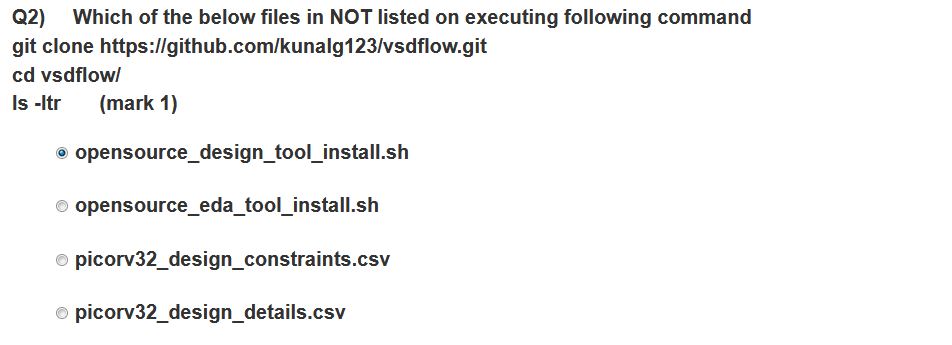 Q2) Which of the below files in NOT listed on executing following command
git clone https://github.com/kunalg123/vsdflow.git
cd vsdflow/
ls -ltr (mark 1)
opensource_design_tool_install.sh
opensource_eda_tool_install.sh
picorv32_design_constraints.csv
picorv32_design_details.csv